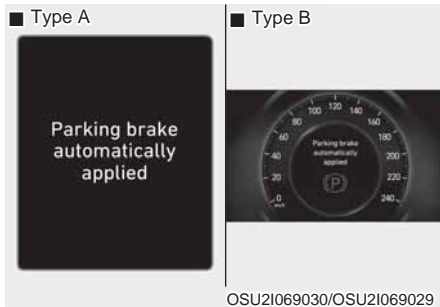 ■ Type A
Parking brake
automatically
applied
■ Type B
0
20
40
60
80
100
120
140
160
180
200
220
240
Parking brake
automatically
applied
(P)
OSU2I069030/OSU2I069029